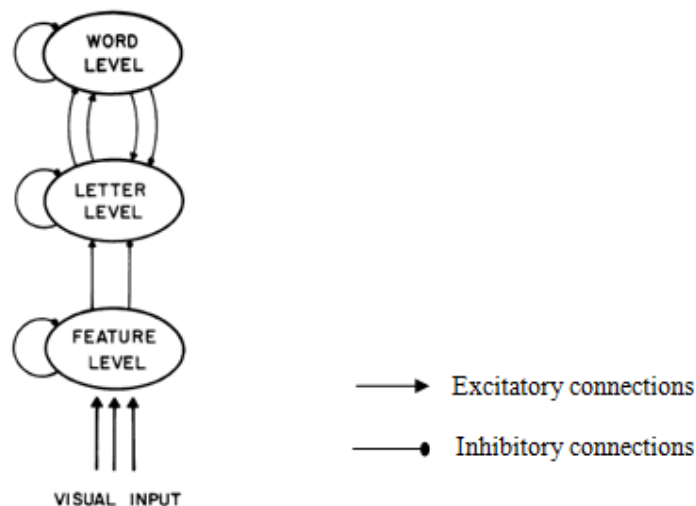 WORD
LEVEL
LETTER
LEVEL
FEATURE
LEVEL
Excitatory connections
Inhibitory connections
VISUAL INPUT